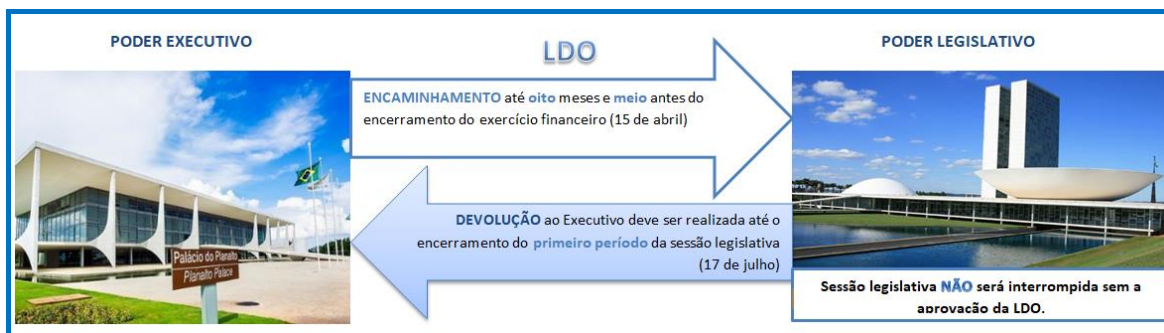 PODER EXECUTIVO
LDO
PODER LEGISLATIVO
ENCAMINHAMENTO até oito meses e meio antes do
encerramento do exercício financeiro (15 de abril)
DEVOLUÇÃO ao Executivo deve ser realizada até o
encerramento do primeiro período da sessão legislativa
(17 de julho)
Palácio do Planalto
Planalto Palace
Sessão legislativa NÃO será interrompida sem a
aprovação da LDO.